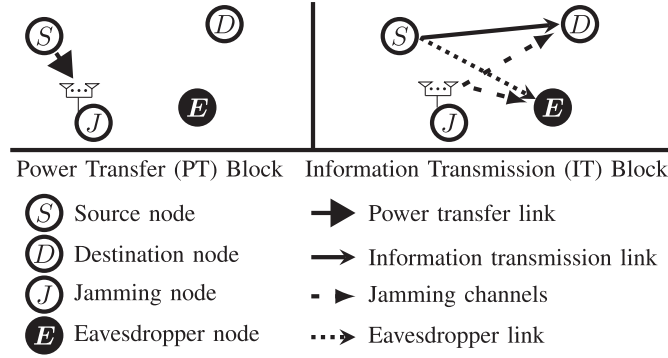 S D S D
J E J E
Power Transfer (PT) Block Information Transmission (IT) Block
S Source node Power transfer link
D Destination node Information transmission link
J Jamming node Jamming channels
E Eavesdropper node Eavesdropper link